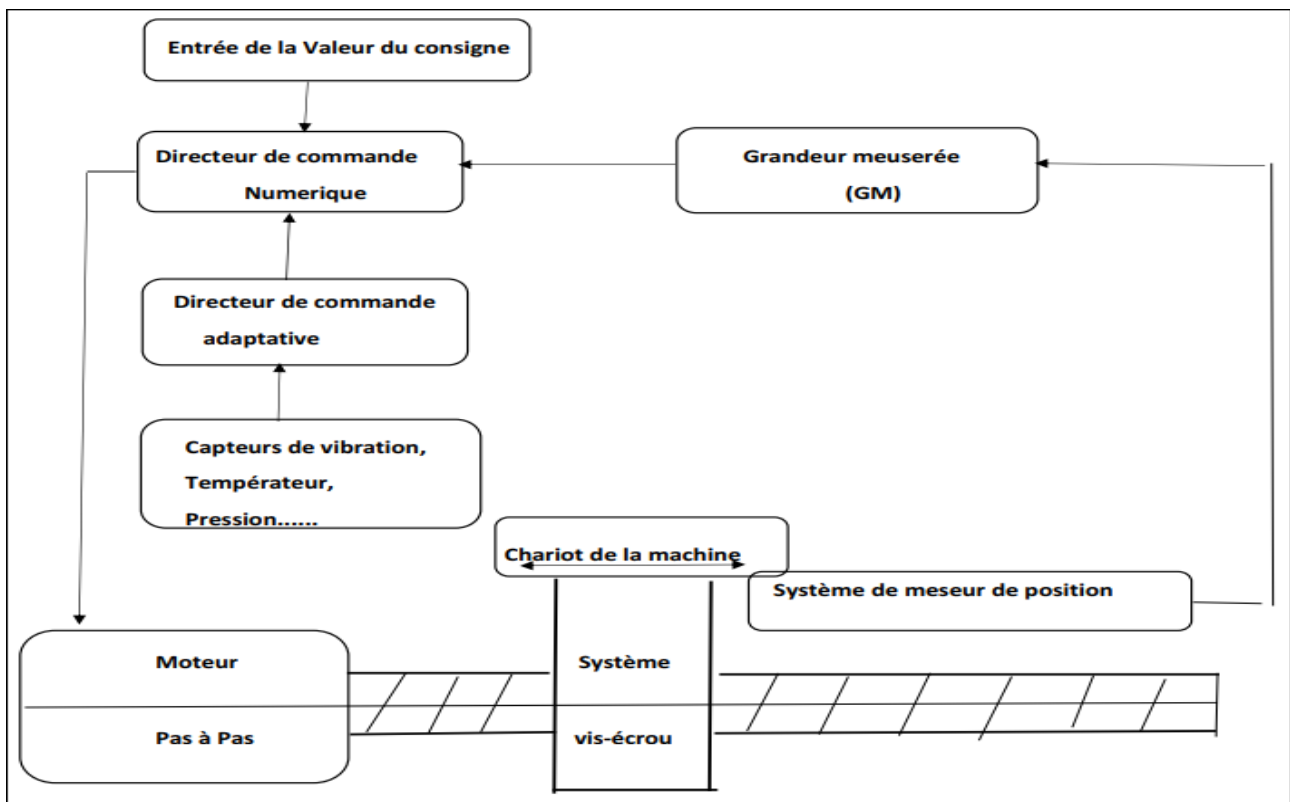 Entrée de la Valeur du consigne
Directeur de commande
Numerique
Grandeur meuserée
(GM)
Directeur de commande
adaptative
Capteurs de vibration,
Températeur,
Pression......
Chariot de la machine
Système de meseur de position
Moteur
Pas à Pas
Système
vis-écrou